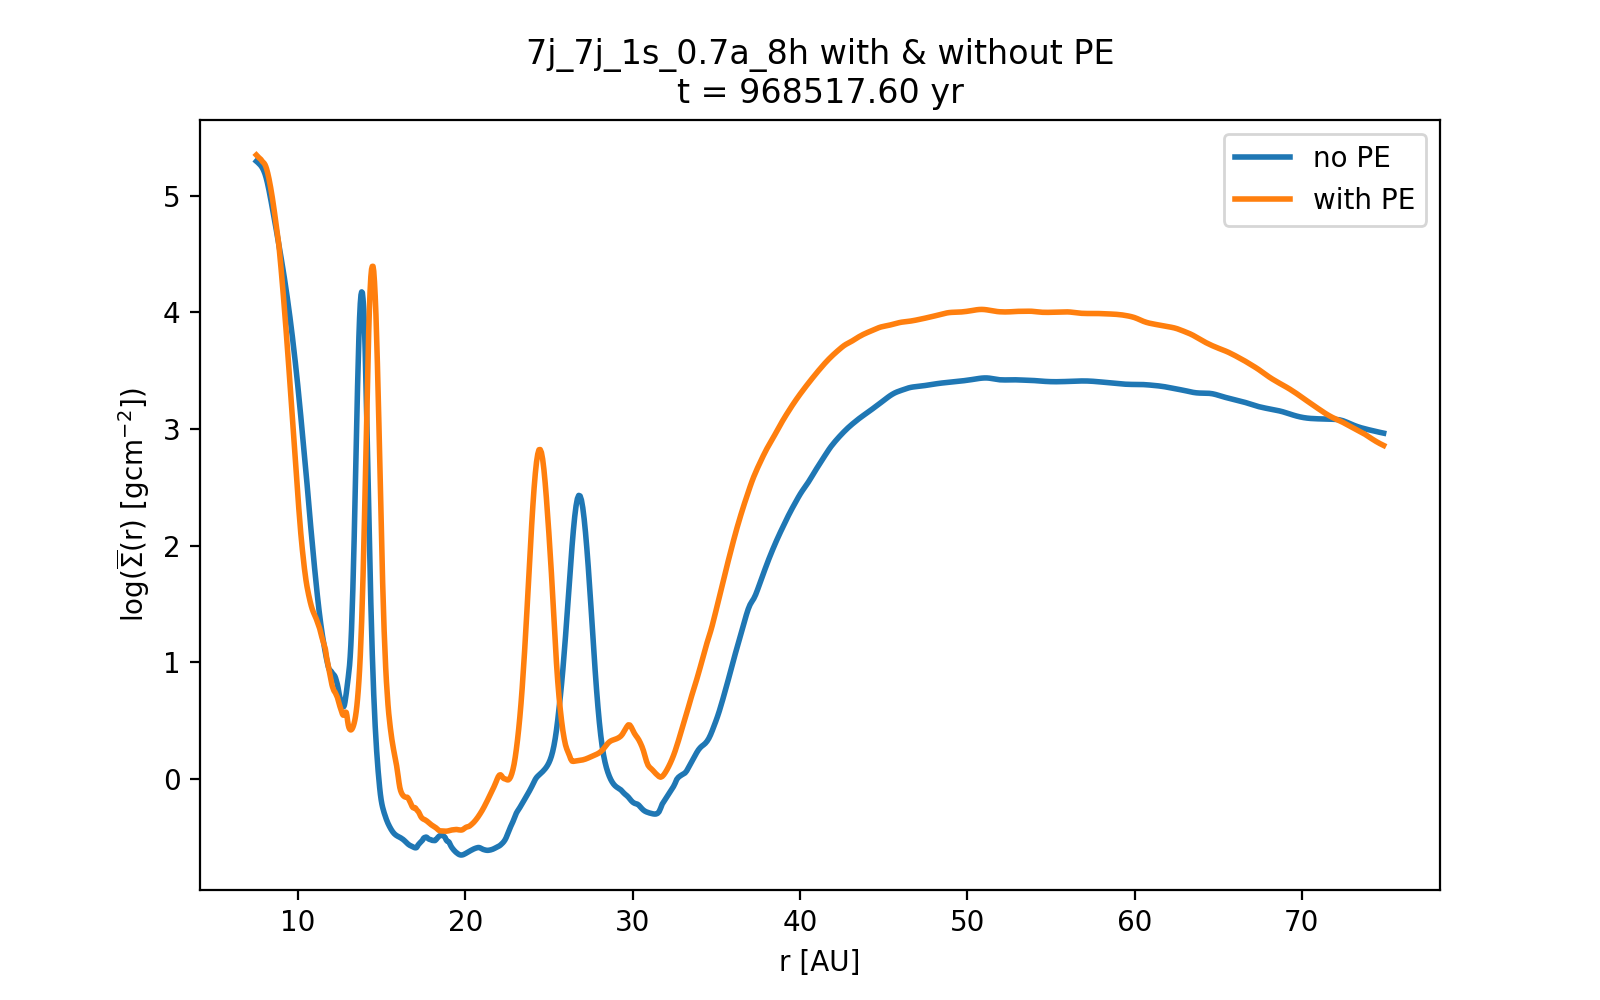 7j_7j_1s_0.7a_8h with & without PE
t = 968517.60 yr
no PE
with PE
5
4
3
2
1
0
log(Σ̅(r) [gcm⁻²])
10 20 30 40 50 60 70
r [AU]